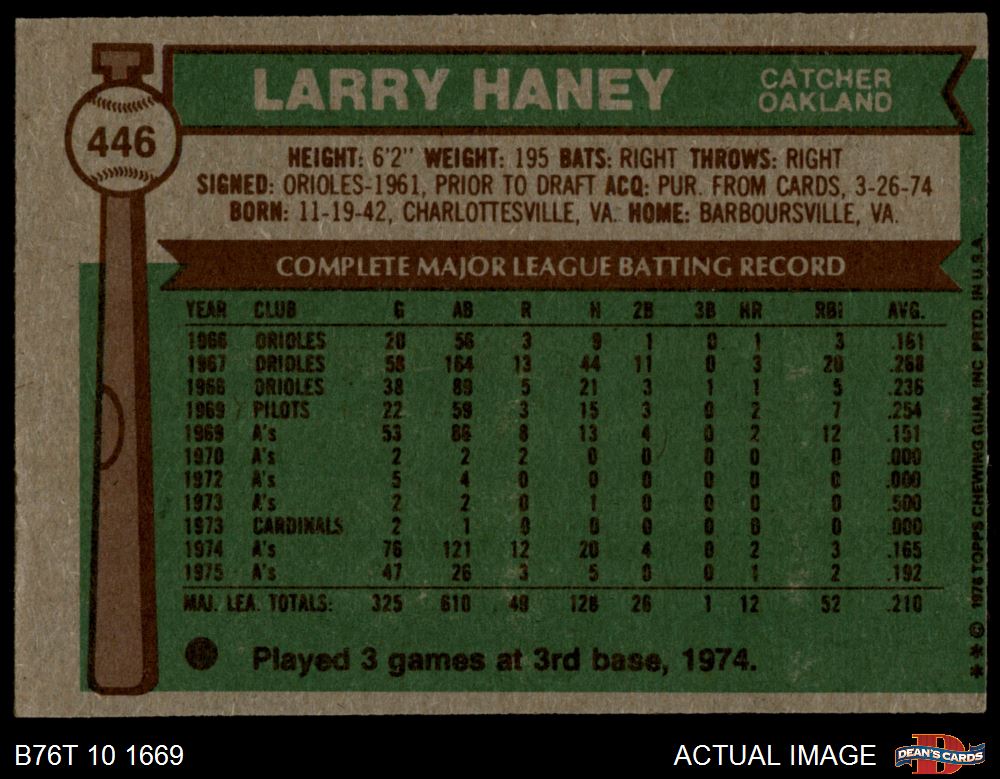 LARRY HANEY
CATCHER
OAKLAND
446
HEIGHT: 6'2" WEIGHT: 195 BATS: RIGHT THROWS: RIGHT
SIGNED: ORIOLES-1961, PRIOR TO DRAFT ACQ: PUR. FROM CARDS, 3-26-74
BORN: 11-19-42, CHARLOTTESVILLE, VA. HOME: BARBOURSVILLE, VA.
COMPLETE MAJOR LEAGUE BATTING RECORD
YEAR CLUB G AB R H 2B 3B HR RBI AVG.
1966 ORIOLES 20 56 3 9 1 0 1 3 .161
1967 ORIOLES 58 164 13 44 11 0 3 20 .268
1968 ORIOLES 38 89 5 21 3 1 1 5 .236
1969 PILOTS 22 59 3 15 3 0 2 7 .254
1969 A's 53 86 8 13 4 0 2 12 .151
1970 A's 2 2 2 0 0 0 0 0 .000
1972 A's 5 4 0 0 0 0 0 0 .000
1973 A's 2 2 0 1 0 0 0 0 .500
1973 CARDINALS 2 1 0 0 0 0 0 0 .000
1974 A's 76 121 12 20 4 0 2 3 .165
1975 A's 47 26 3 5 0 0 1 2 .192
MAJ. LEA. TOTALS: 325 610 49 128 26 1 12 52 .210
Played 3 games at 3rd base, 1974.
** © 1976 TOPPS CHEWING GUM, INC. PRTD. IN U.S.A.
B76T 10 1669
ACTUAL IMAGE
D
DEAN'S CARDS